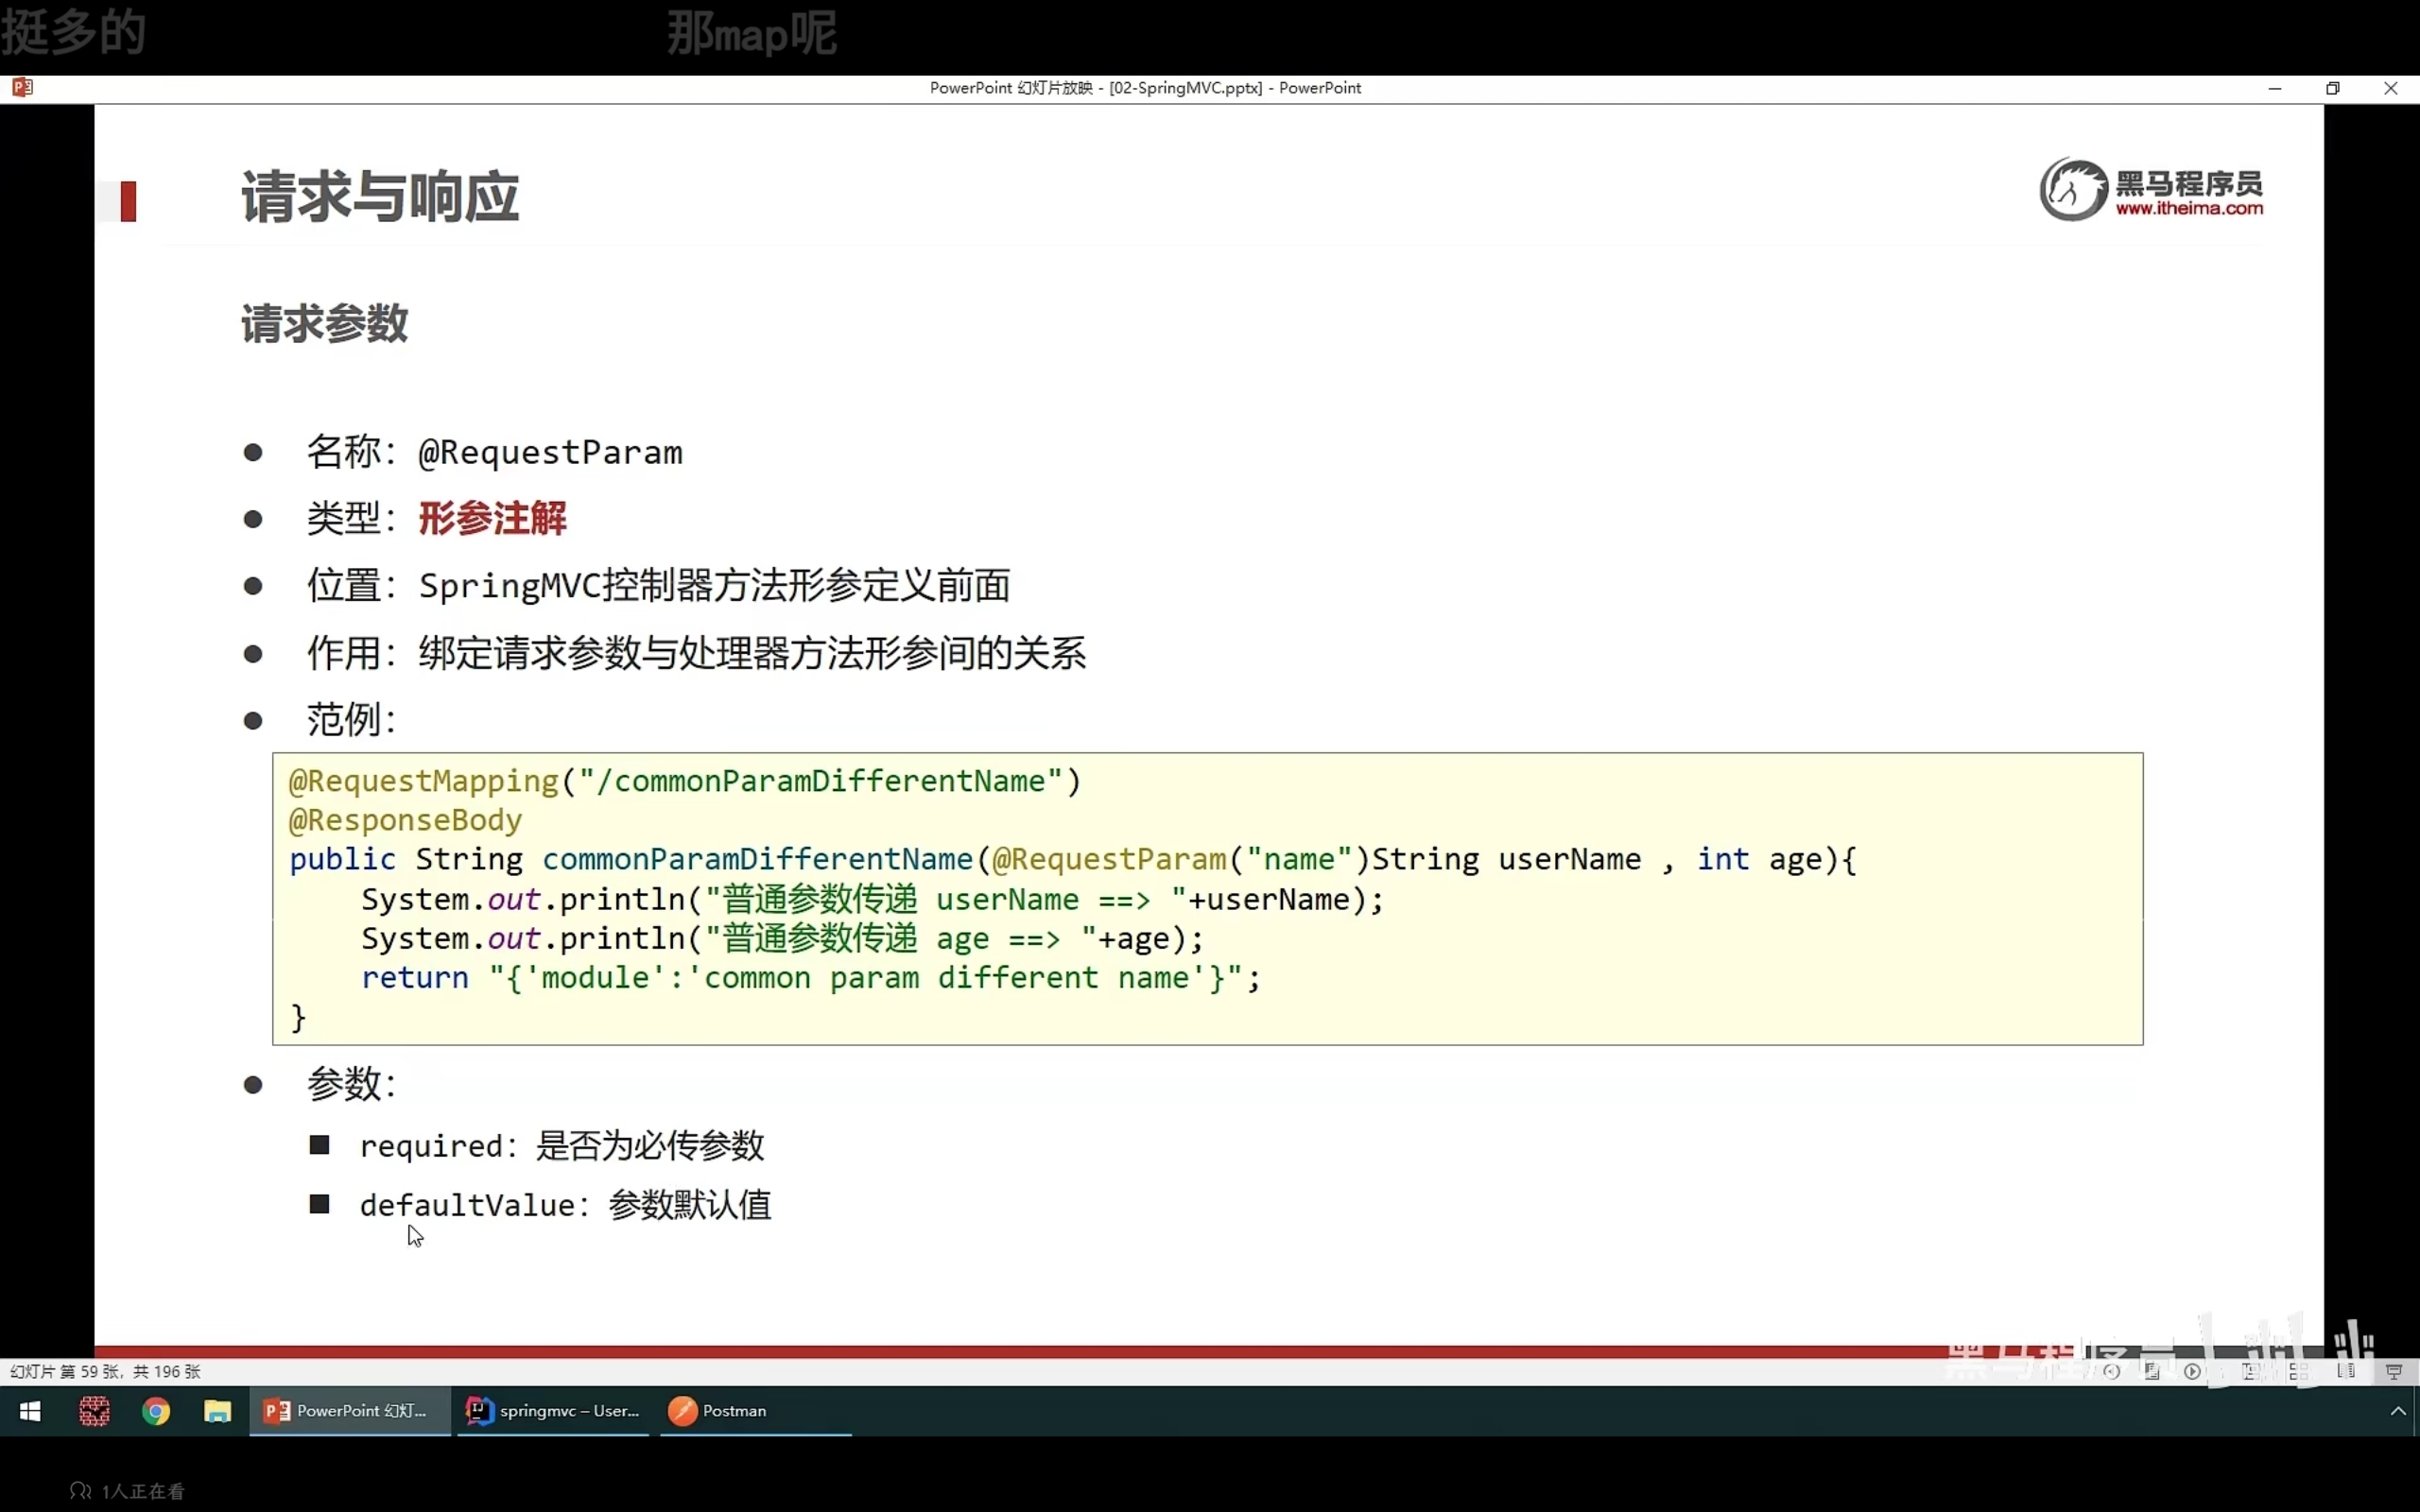 挺多的 那map呢
PowerPoint 幻灯片放映 - [02-SpringMVC.pptx] - PowerPoint
请求与响应
黑马程序员
www.itheima.com
请求参数
名称：@RequestParam
类型：形参注解
位置：SpringMVC控制器方法形参定义前面
作用：绑定请求参数与处理器方法形参间的关系
范例：
@RequestMapping("/commonParamDifferentName")
@ResponseBody
public String commonParamDifferentName(@RequestParam("name")String userName , int age){
System.out.println("普通参数传递 userName ==> "+userName);
System.out.println("普通参数传递 age ==> "+age);
return "{'module':'common param different name'}";
}
参数：
required：是否为必传参数
defaultValue：参数默认值
黑马程序员
幻灯片 第 59 张，共 196 张
PowerPoint 幻灯... springmvc – User... Postman
1人正在看